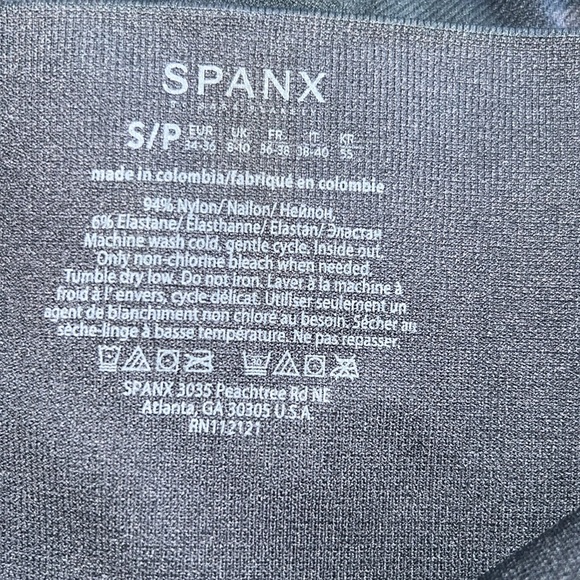 SPANX
S/P EUR 34-36 UK 8-10 FR 36-38 IT 38-40 KR 55
made in colombia/fabriqué en colombie
94% Nylon/ Nailon/ Нейлон,
6% Elastane/ Élasthanne/ Elastán/ Эластан
Machine wash cold, gentle cycle. Inside out.
Only non-chlorine bleach when needed.
Tumble dry low. Do not iron. Laver à la machine à
froid à l' envers, cycle délicat. Utiliser seulement un
agent de blanchiment non chloré au besoin. Sécher au
sèche-linge à basse température. Ne pas repasser.
SPANX 3035 Peachtree Rd NE
Atlanta, GA 30305 U.S.A.
RN112121